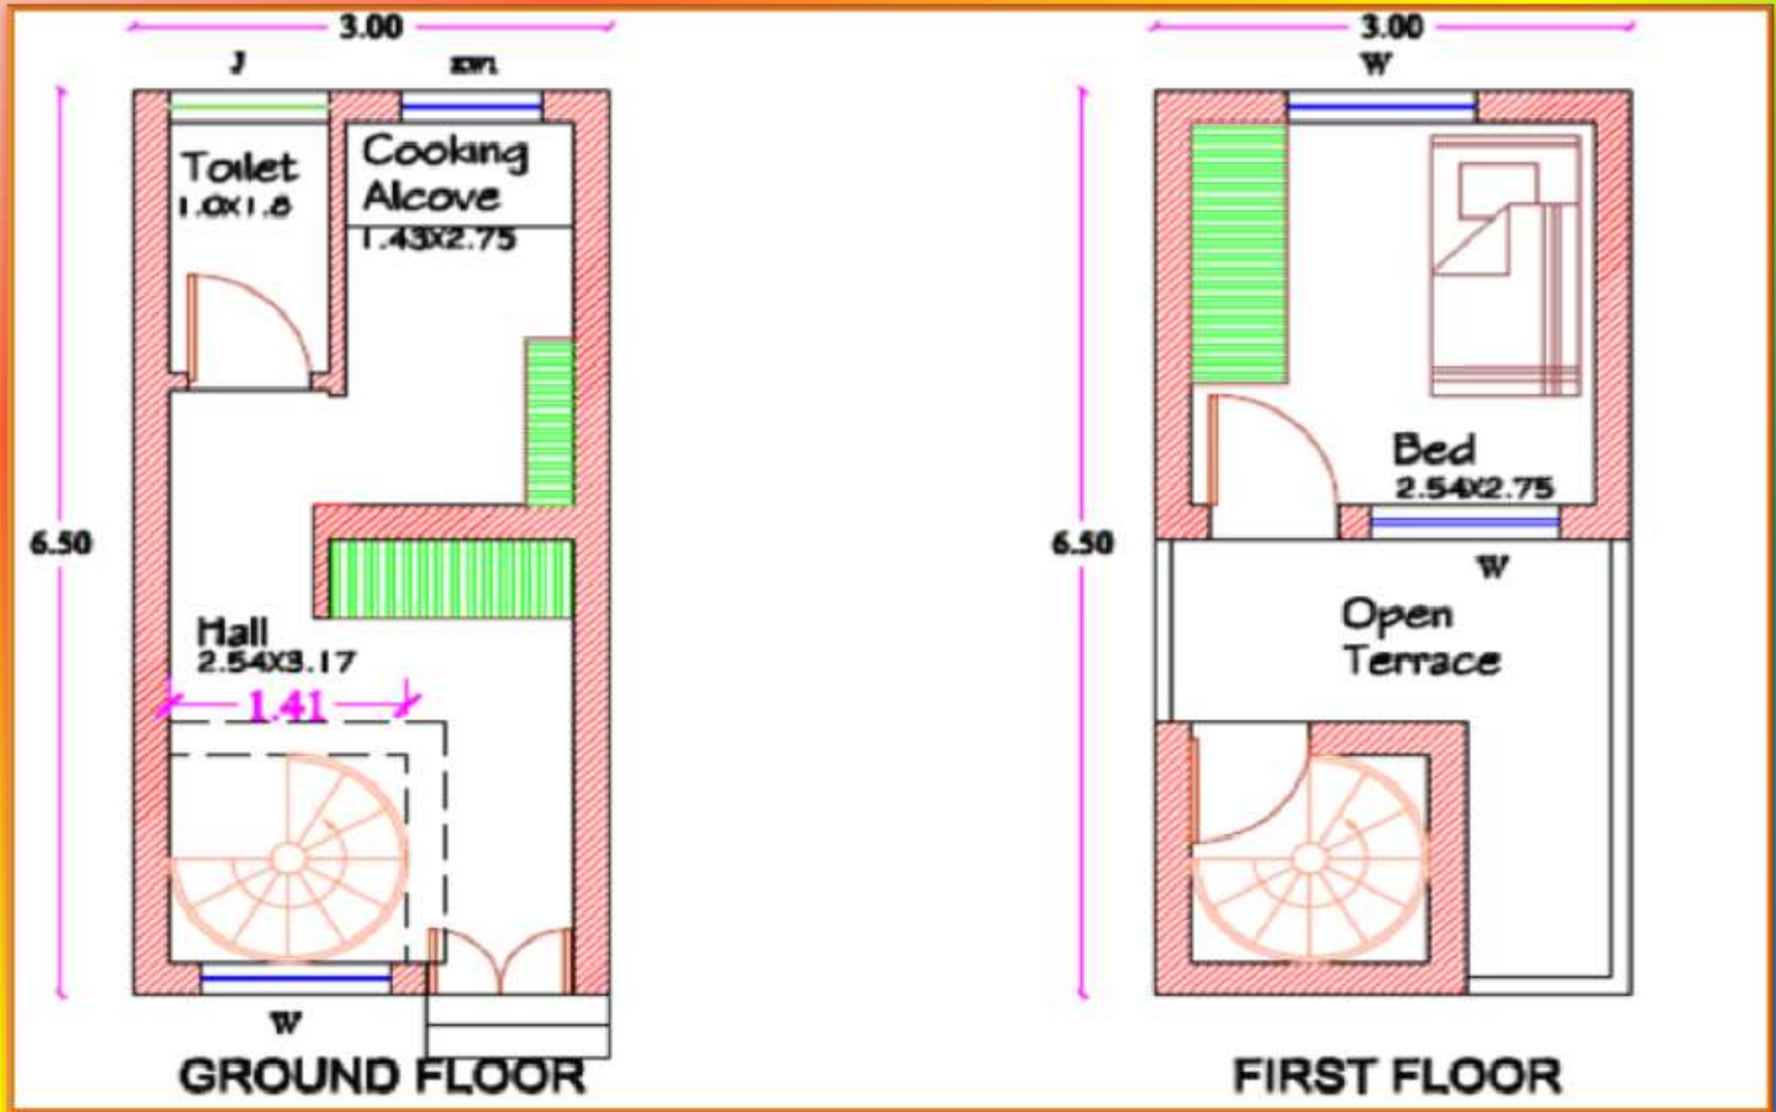 3.00
J
KW1
Toilet
1.0X1.8
Cooking
Alcove
1.43X2.75
6.50
Hall
2.54X3.17
1.41
W
GROUND FLOOR
3.00
W
6.50
Bed
2.54X2.75
W
Open
Terrace
FIRST FLOOR